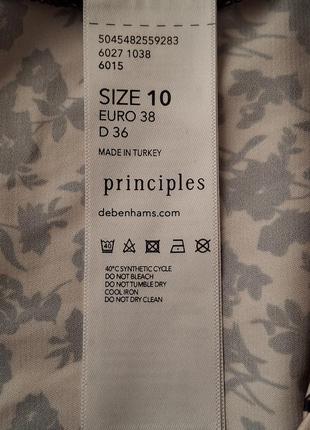 5045482559283
6027 1038
6015
SIZE 10
EURO 38
D 36
MADE IN TURKEY
principles
debenhams.com
40
40°C SYNTHETIC CYCLE
DO NOT BLEACH
DO NOT TUMBLE DRY
COOL IRON
DO NOT DRY CLEAN